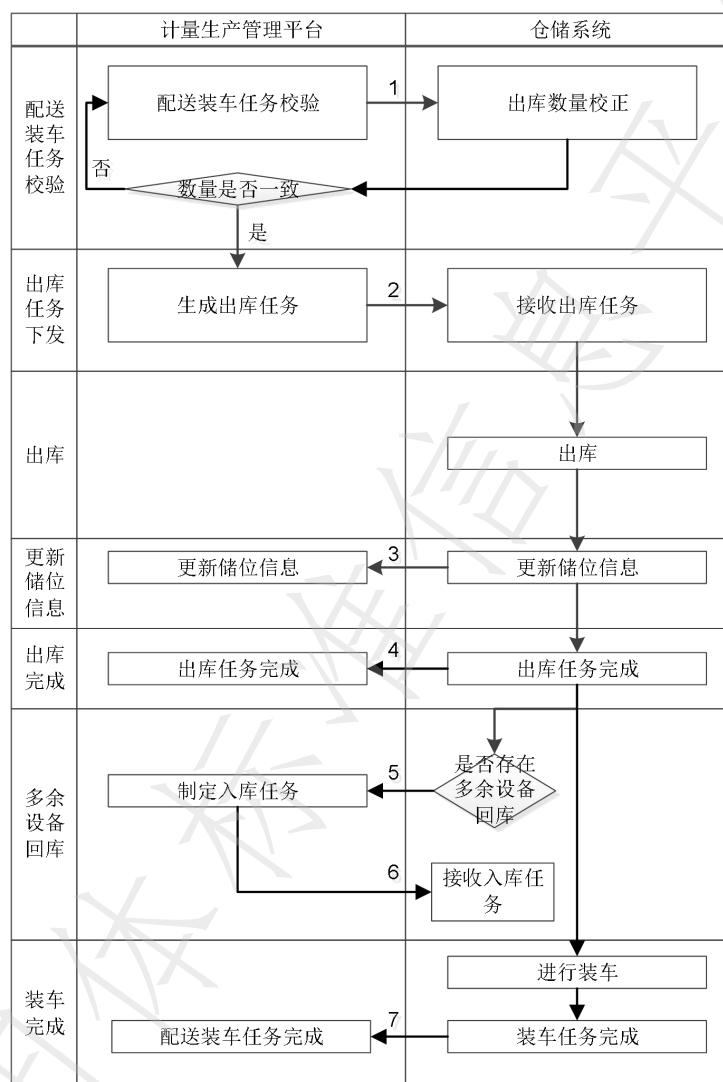 计量生产管理平台
仓储系统
配送
装车
任务
校验
配送装车任务校验
1
出库数量校正
否
数量是否一致
是
出库
任务
下发
生成出库任务
2
接收出库任务
出库
出库
更新
储位
信息
更新储位信息
3
更新储位信息
出库
完成
出库任务完成
4
出库任务完成
多余
设备
回库
制定入库任务
5
是否存在
多余设备
回库
6
接收入库任
务
装车
完成
进行装车
配送装车任务完成
7
装车任务完成
体标准信息平